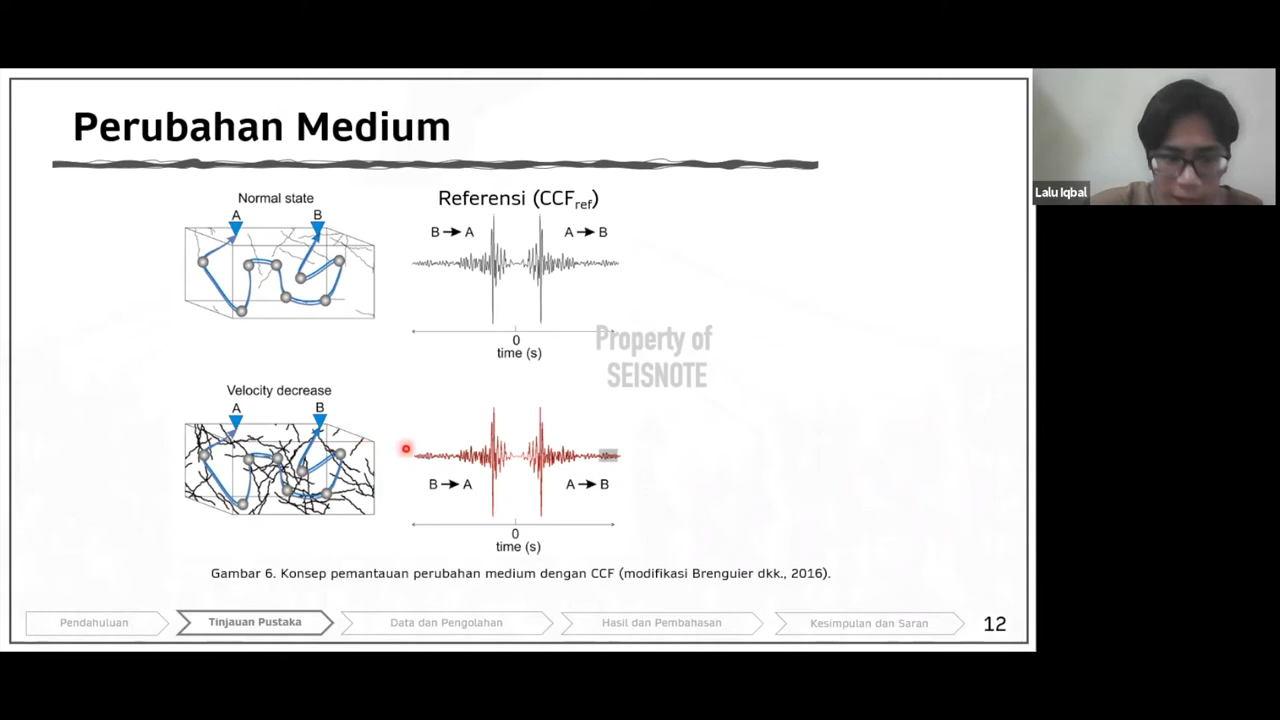 Perubahan Medium
Normal state
A
B
Referensi (CCFref)
B → A
A → B
0
time (s)
Property of
SEISNOTE
Velocity decrease
A
B
B → A
A → B
0
time (s)
Gambar 6. Konsep pemantauan perubahan medium dengan CCF (modifikasi Brenguier dkk., 2016).
Pendahuluan
Tinjauan Pustaka
Data dan Pengolahan
Hasil dan Pembahasan
Kesimpulan dan Saran
12
Lalu Iqbal